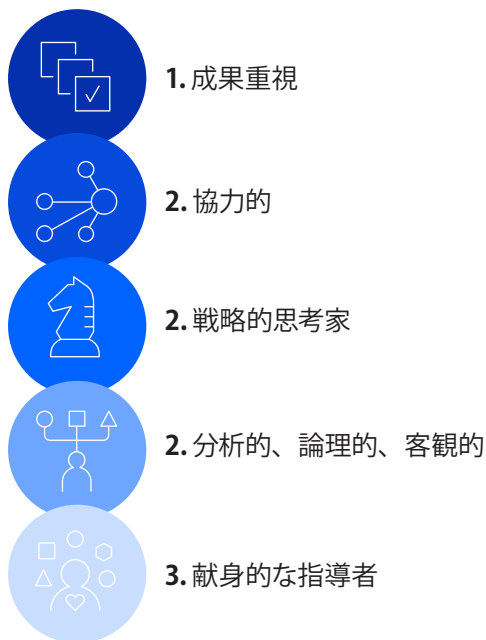 1. 成果重視
2. 協力的
2. 戦略的思考家
2. 分析的、論理的、客観的
3. 献身的な指導者